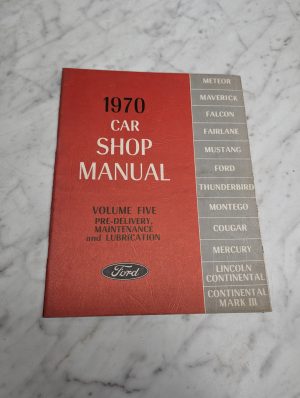 1970
CAR
SHOP
MANUAL
VOLUME FIVE
PRE-DELIVERY,
MAINTENANCE
and LUBRICATION
Ford
METEOR
MAVERICK
FALCON
FAIRLANE
MUSTANG
FORD
THUNDERBIRD
MONTEGO
COUGAR
MERCURY
LINCOLN
CONTINENTAL
CONTINENTAL
MARK III